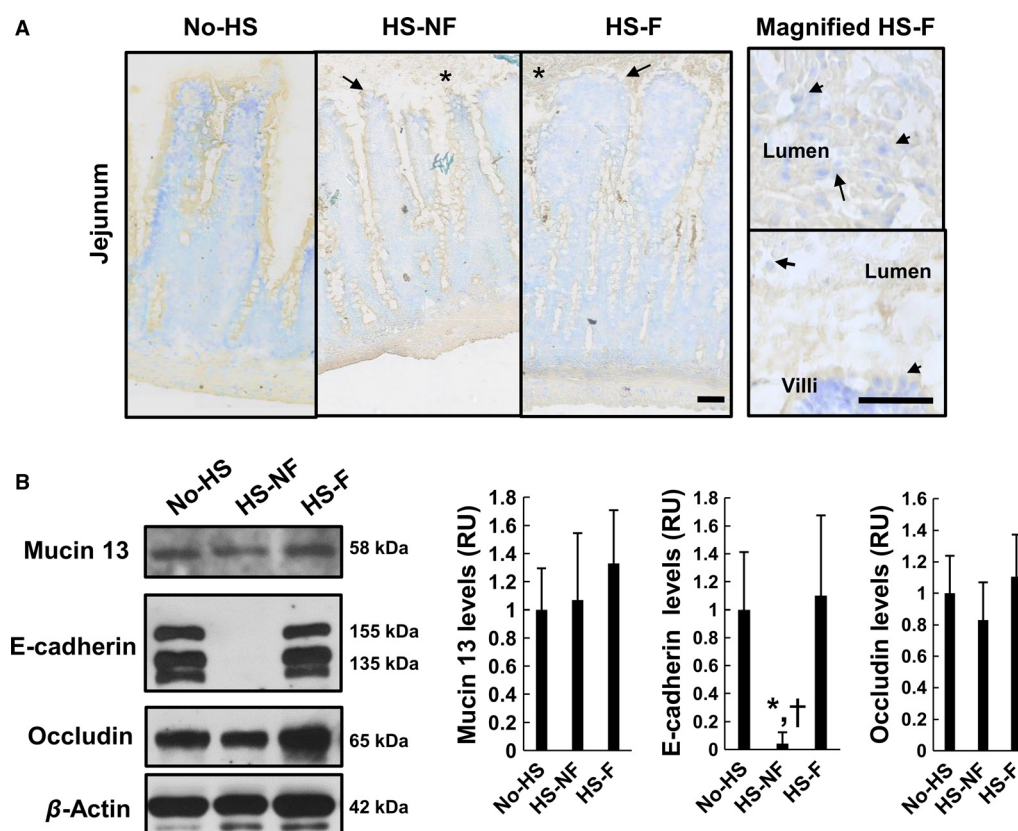 A
No-HS
HS-NF
HS-F
Magnified HS-F
Jejunum
*
*
Lumen
Lumen
Villi
B
No-HS
HS-NF
HS-F
Mucin 13
58 kDa
E-cadherin
155 kDa
135 kDa
Occludin
65 kDa
β-Actin
42 kDa
Mucin 13 levels (RU)
1.8
1.6
1.4
1.2
1
0.8
0.6
0.4
0.2
0
No-HS
HS-NF
HS-F
E-cadherin levels (RU)
1.8
1.6
1.4
1.2
1
0.8
0.6
0.4
0.2
0
*,†
No-HS
HS-NF
HS-F
Occludin levels (RU)
1.6
1.4
1.2
1
0.8
0.6
0.4
0.2
0
No-HS
HS-NF
HS-F